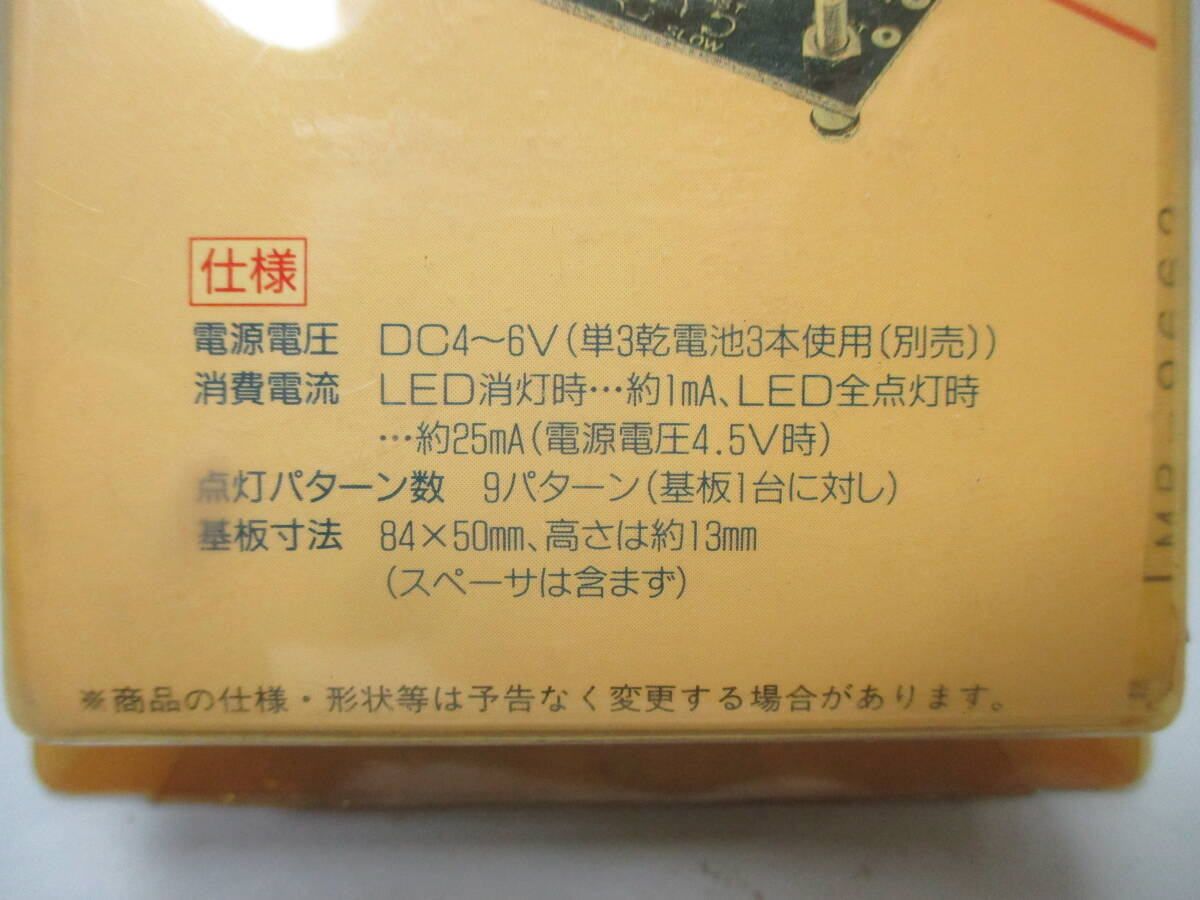 SLOW
仕様
電源電圧 DC4～6V(単3乾電池3本使用(別売))
消費電流 LED消灯時…約1mA、LED全点灯時
…約25mA(電源電圧4.5V時)
点灯パターン数 9パターン(基板1台に対し)
基板寸法 84×50mm、高さは約13mm
(スペーサは含まず)
※商品の仕様・形状等は予告なく変更する場合があります。